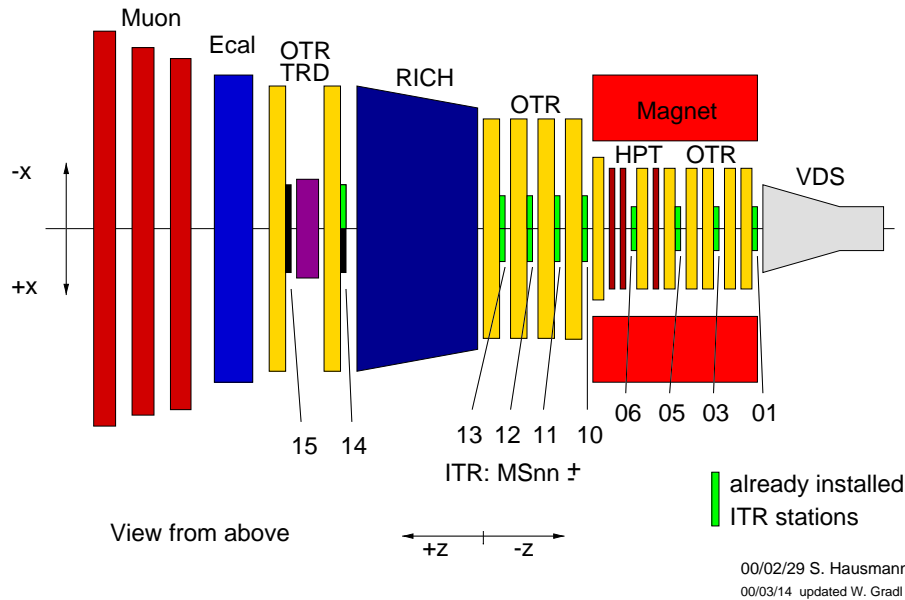 Muon
Ecal
OTR
TRD
RICH
OTR
Magnet
HPT
OTR
VDS
-x
+x
15
14
13
12
11
10
06
05
03
01
ITR: MSnn ±
already installed
ITR stations
View from above
+z
-z
00/02/29 S. Hausmann
00/03/14 updated W. Gradl